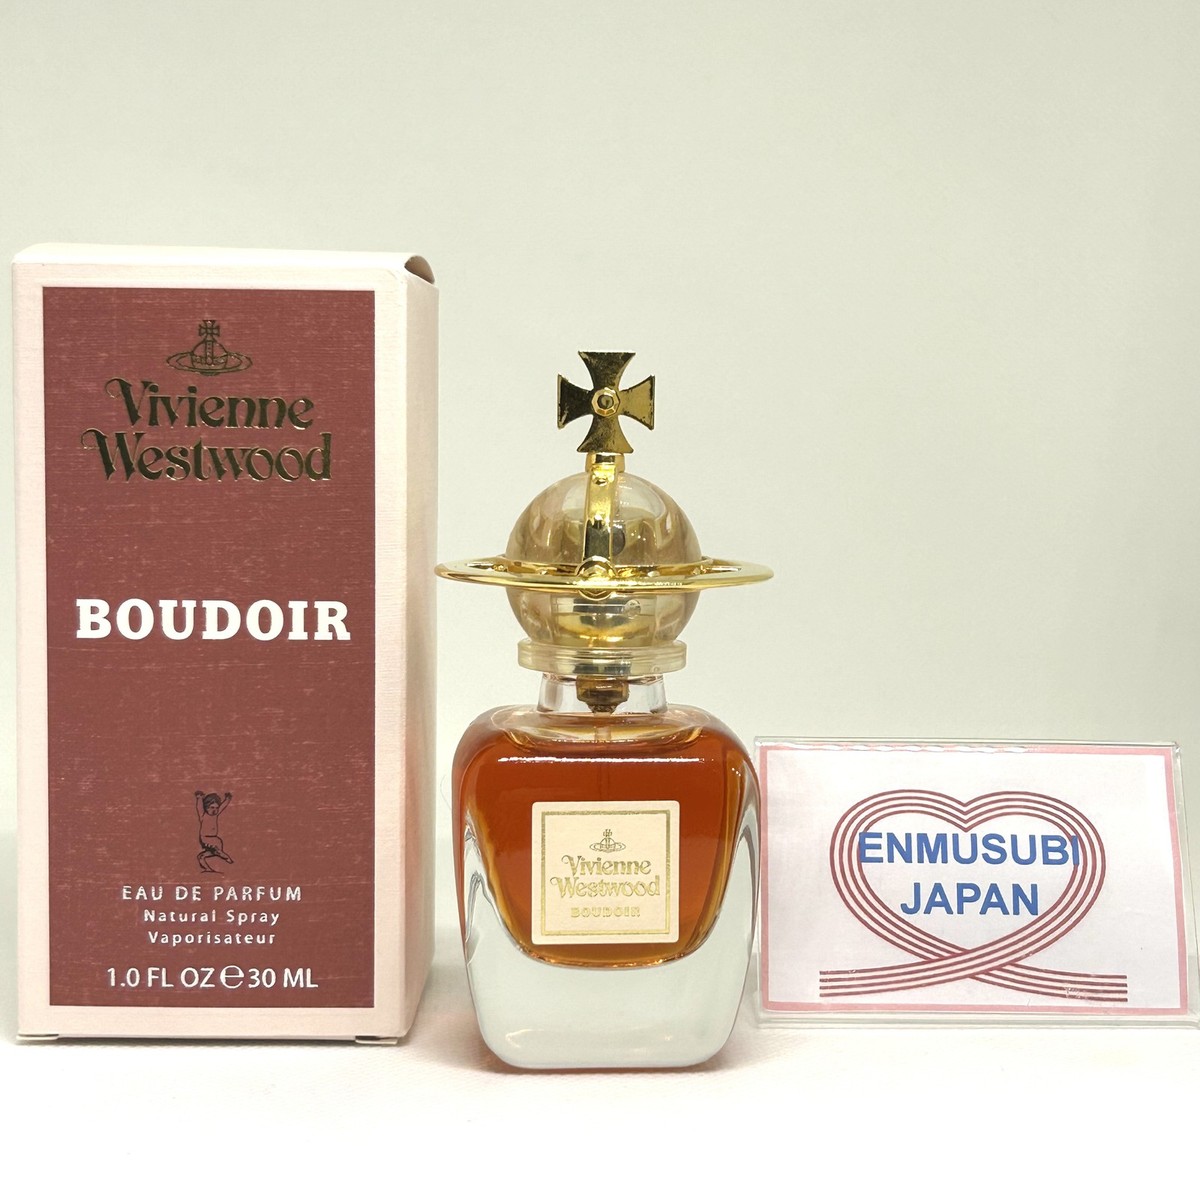 Vivienne
Westwood
BOUDOIR
EAU DE PARFUM
Natural Spray
Vaporisateur
1.0 FL OZ ℮ 30 ML
Vivienne
Westwood
BOUDOIR
ENMUSUBI
JAPAN